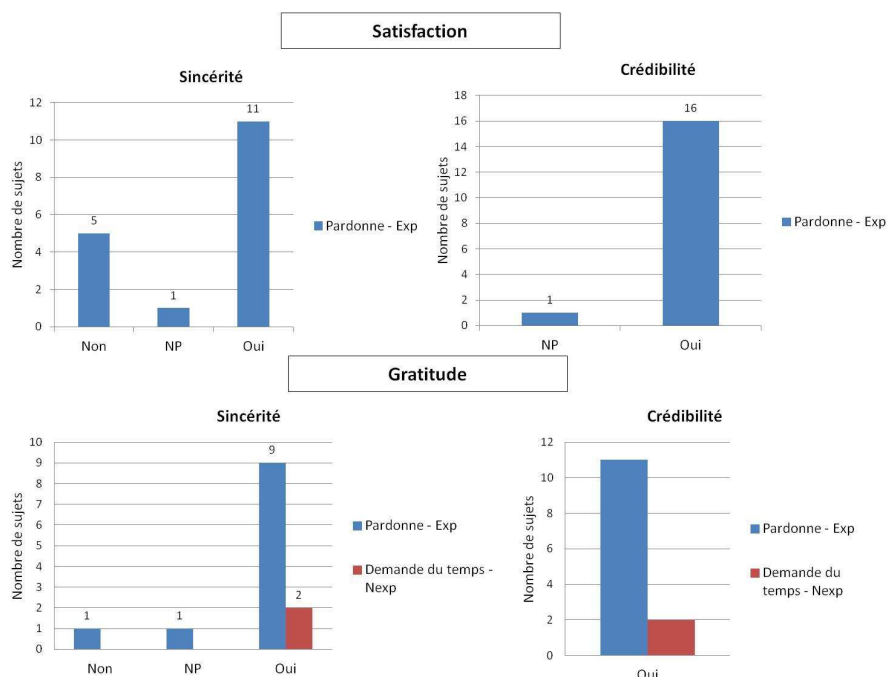 Satisfaction
Sincérité
Nombre de sujets
12
10
8
6
4
2
0
5
1
11
Non
NP
Oui
Pardonne - Exp
Crédibilité
Nombre de sujets
18
16
14
12
10
8
6
4
2
0
1
16
NP
Oui
Pardonne - Exp
Gratitude
Sincérité
Nombre de sujets
10
9
8
7
6
5
4
3
2
1
0
1
1
9
2
Non
NP
Oui
Pardonne - Exp
Demande du temps -
Nexp
Crédibilité
Nombre de sujets
12
10
8
6
4
2
0
Oui
Pardonne - Exp
Demande du
temps - Nexp